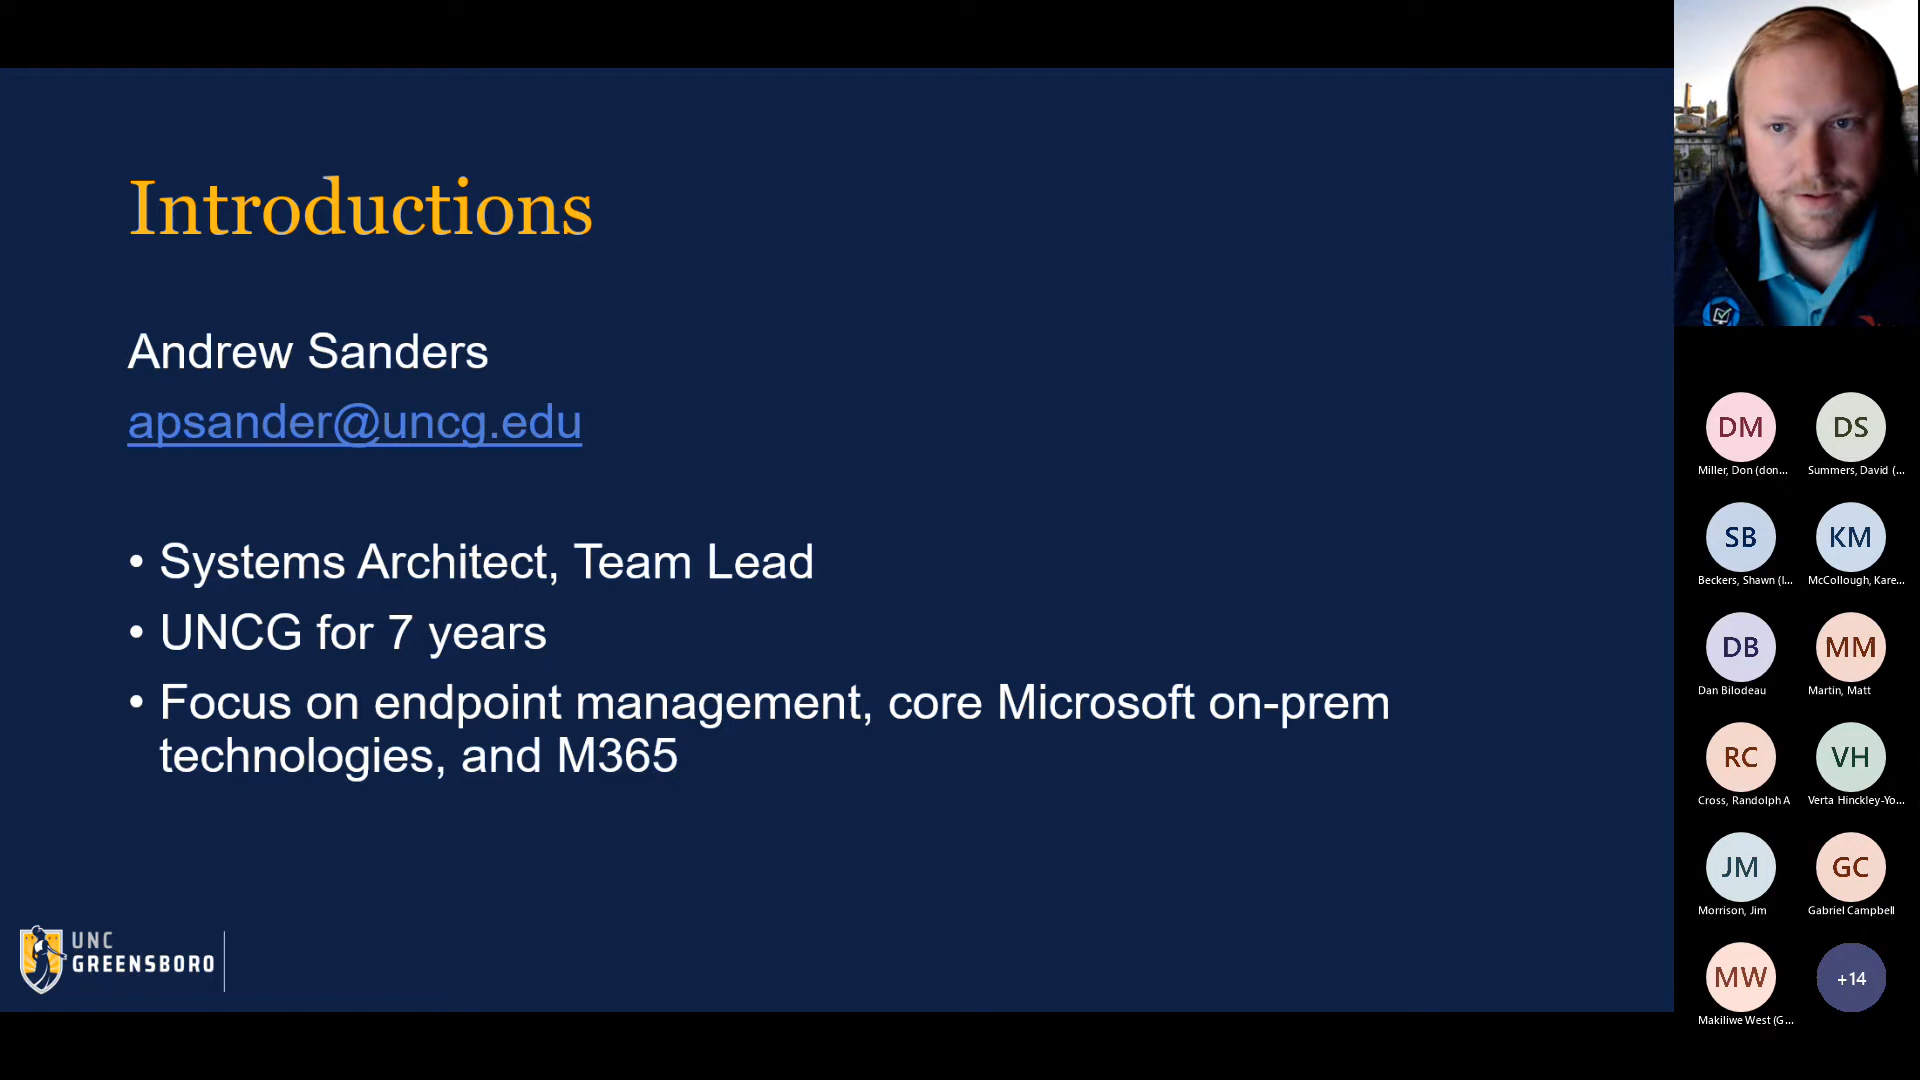 Introductions
Andrew Sanders
apsander@uncg.edu
• Systems Architect, Team Lead
• UNCG for 7 years
• Focus on endpoint management, core Microsoft on-prem
technologies, and M365
UNC
GREENSBORO
DM
DS
Miller, Don (don...
Summers, David (...
SB
KM
Beckers, Shawn (I...
McCollough, Kare...
DB
MM
Dan Bilodeau
Martin, Matt
RC
VH
Cross, Randolph A
Verta Hinckley-Yo...
JM
GC
Morrison, Jim
Gabriel Campbell
MW
+14
Makiliwe West (G...